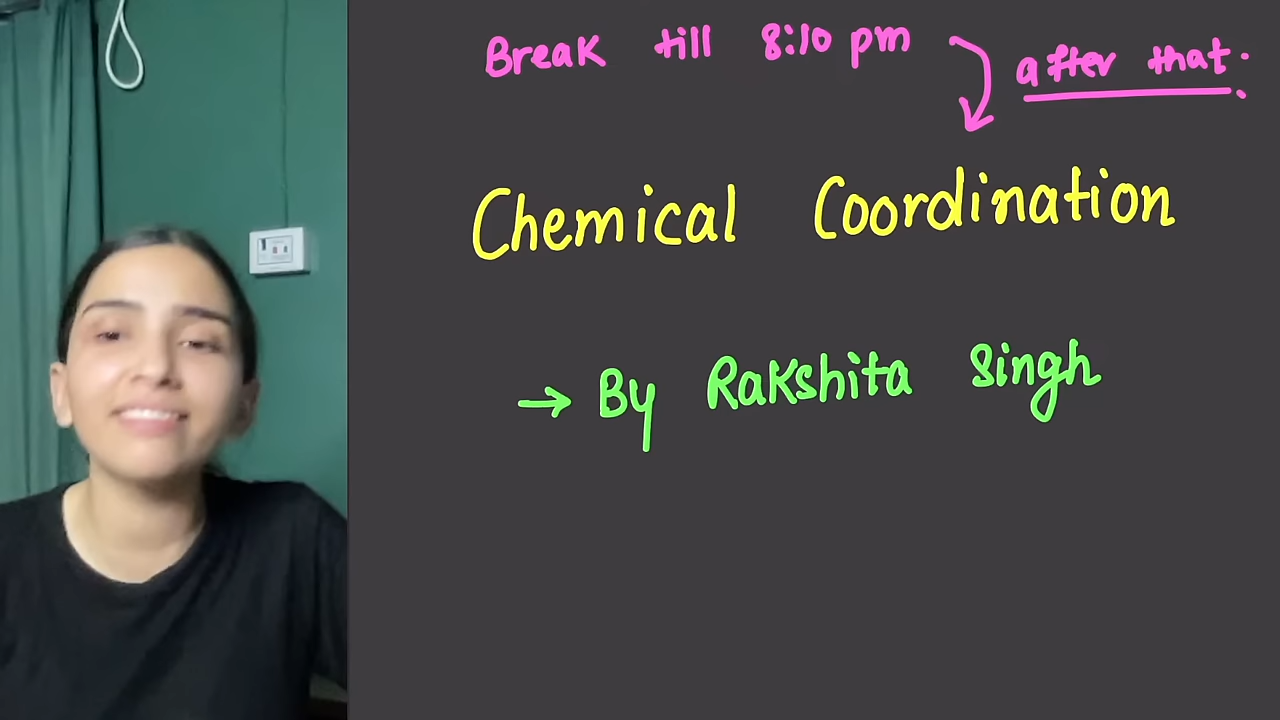 Break till 8:10 pm
after that.
Chemical Coordination
→ By Rakshita Singh